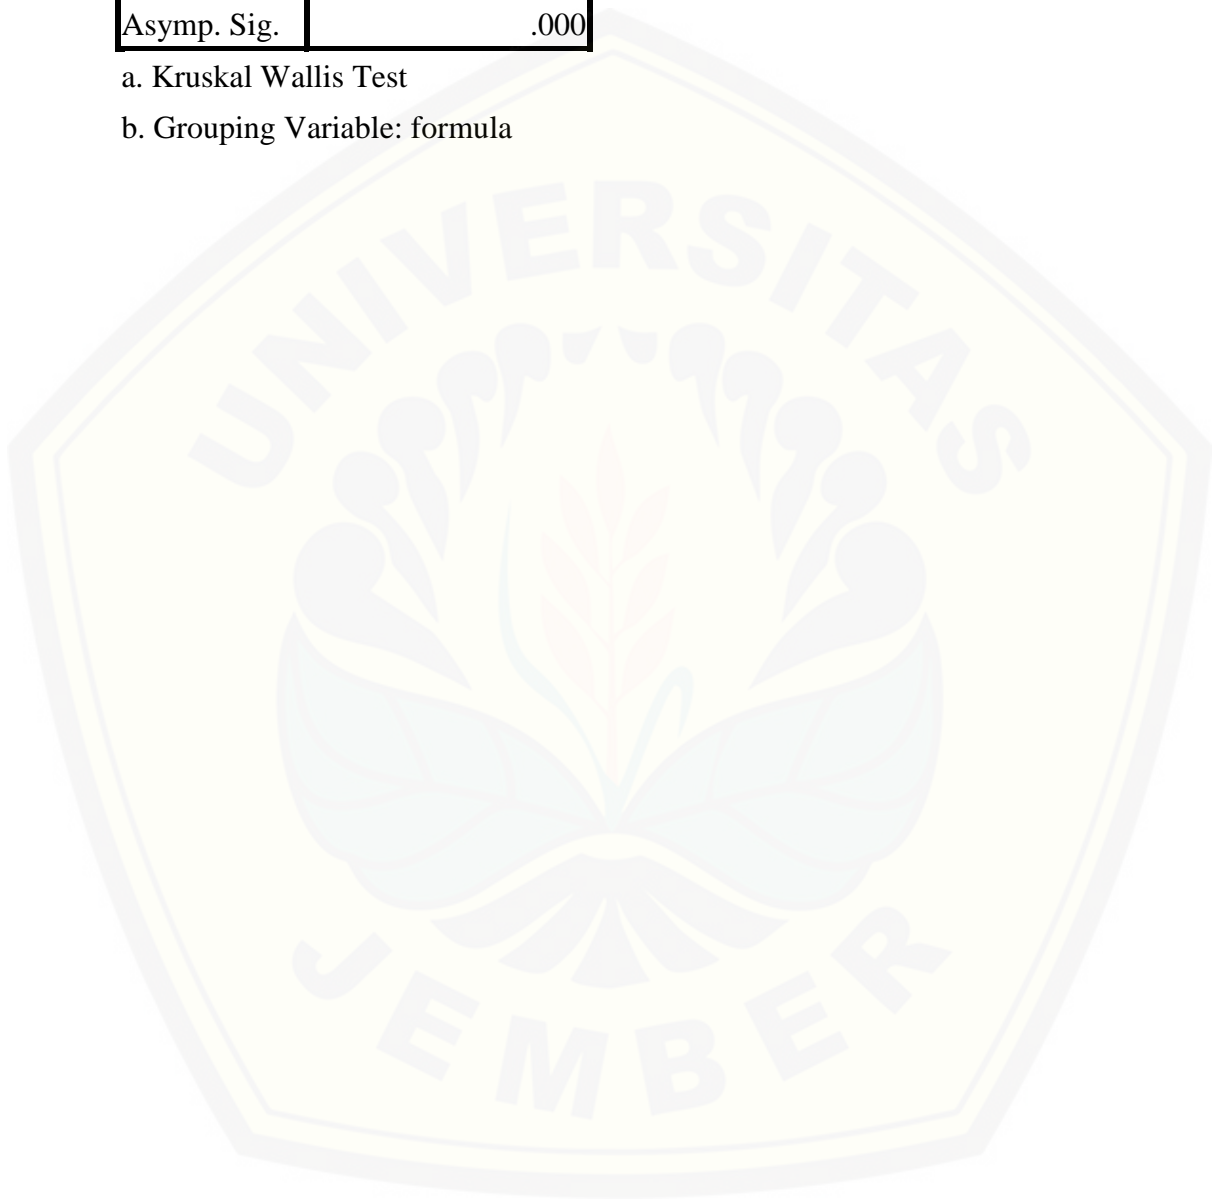 Asymp. Sig. .000
a. Kruskal Wallis Test
b. Grouping Variable: formula
UNIVERSITAS
JEMBER